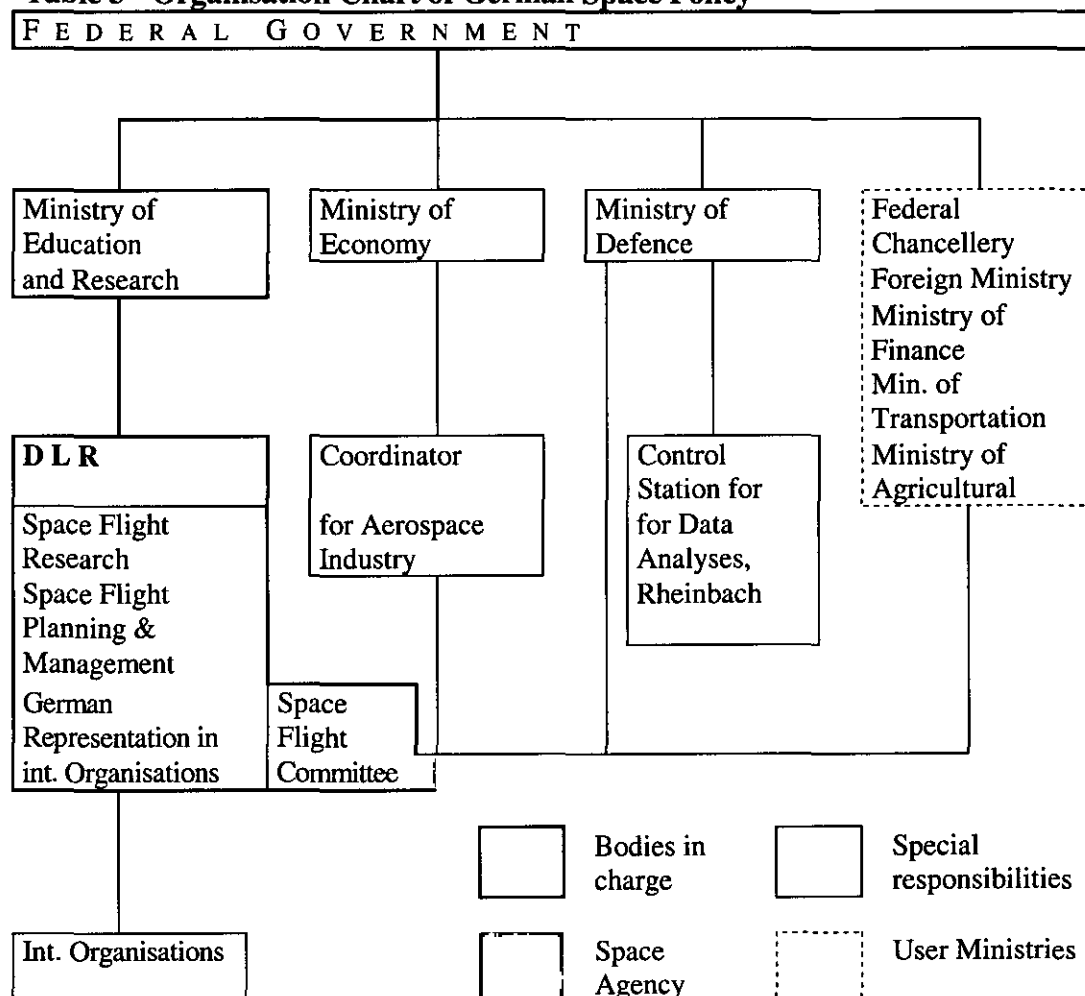 Table 3 - Organisation Chart of German Space Policy
FEDERAL GOVERNMENT
Ministry of
Education
and Research
Ministry of
Economy
Ministry of
Defence
Federal
Chancellery
Foreign Ministry
Ministry of
Finance
Min. of
Transportation
Ministry of
Agricultural
DLR
Space Flight
Research
Space Flight
Planning &
Management
German
Representation in
int. Organisations
Space
Flight
Committee
Coordinator
for Aerospace
Industry
Control
Station for
for Data
Analyses,
Rheinbach
Int. Organisations
Bodies in
charge
Special
responsibilities
Space
Agency
User Ministries